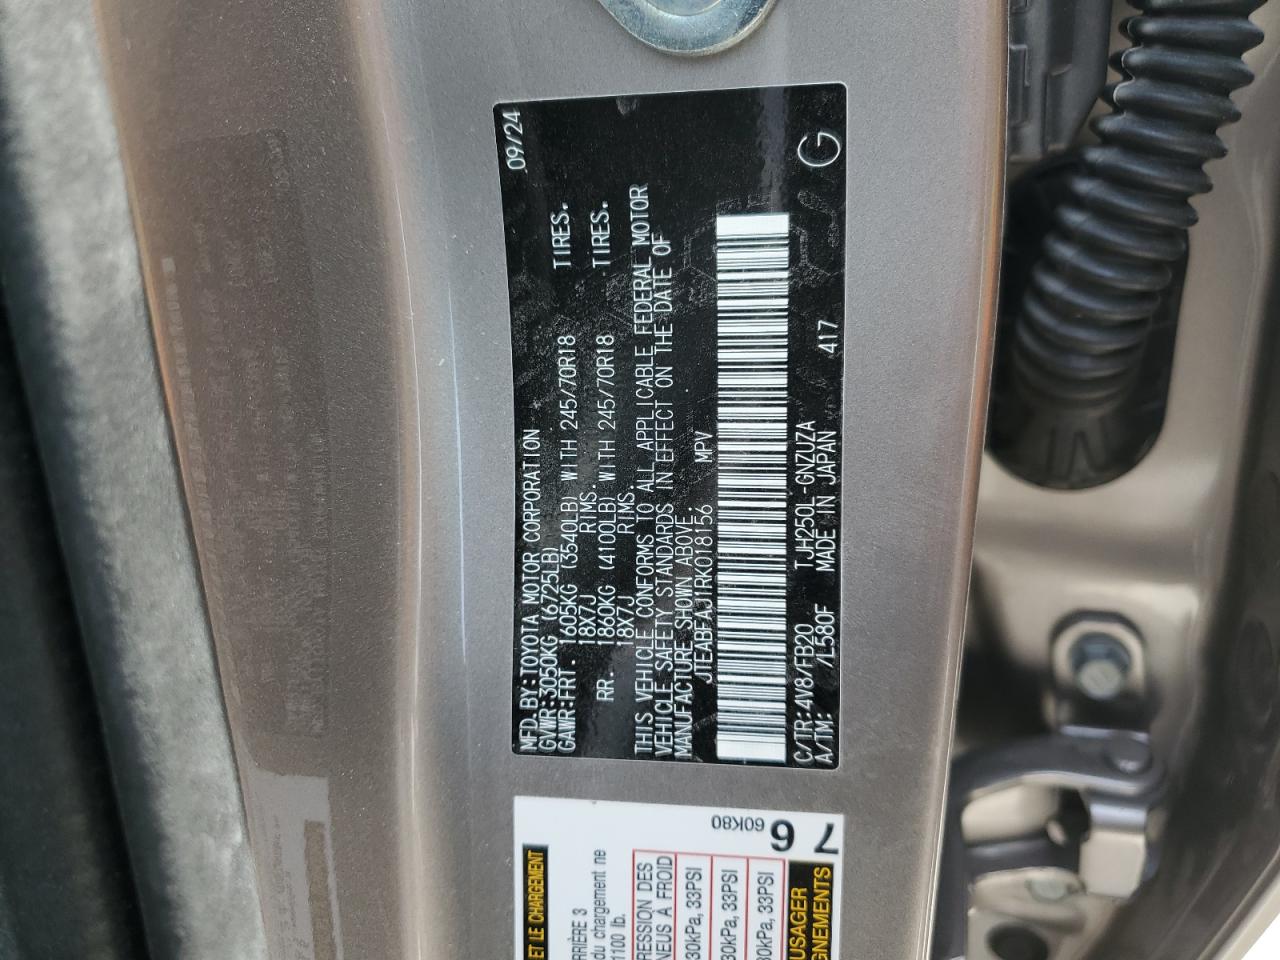 MFD.BY:TOYOTA MOTOR CORPORATION 09/24
GVWR:3050KG(6725LB)
GAWR:FRT. 1605KG (3540LB) WITH 245/70R18 TIRES.
18X7J RIMS.
RR. 1860KG (4100LB) WITH 245/70R18 TIRES.
18X7J RIMS.
THIS VEHICLE CONFORMS TO ALL APPLICABLE FEDERAL MOTOR
VEHICLE SAFETY STANDARDS IN EFFECT ON THE DATE OF
MANUFACTURE SHOWN ABOVE.
JTEABFAJ1RK018156 MPV
C/TR:4V8/FB20 TJH250L-GNZUZA G
A/TM: /L580F MADE IN JAPAN 417
ET LE CHARGEMENT
RRIÈRE 3
du chargement ne
1100 lb.
RESSION DES
NEUS À FROID
30kPa, 33PSI
30kPa, 33PSI
30kPa, 33PSI
USAGER
GNEMENTS
60K80
7 6